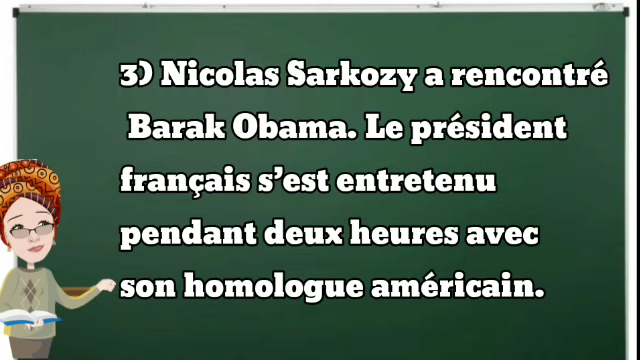 3) Nicolas Sarkozy a rencontré
Barak Obama. Le président
français s’est entretenu
pendant deux heures avec
son homologue américain.